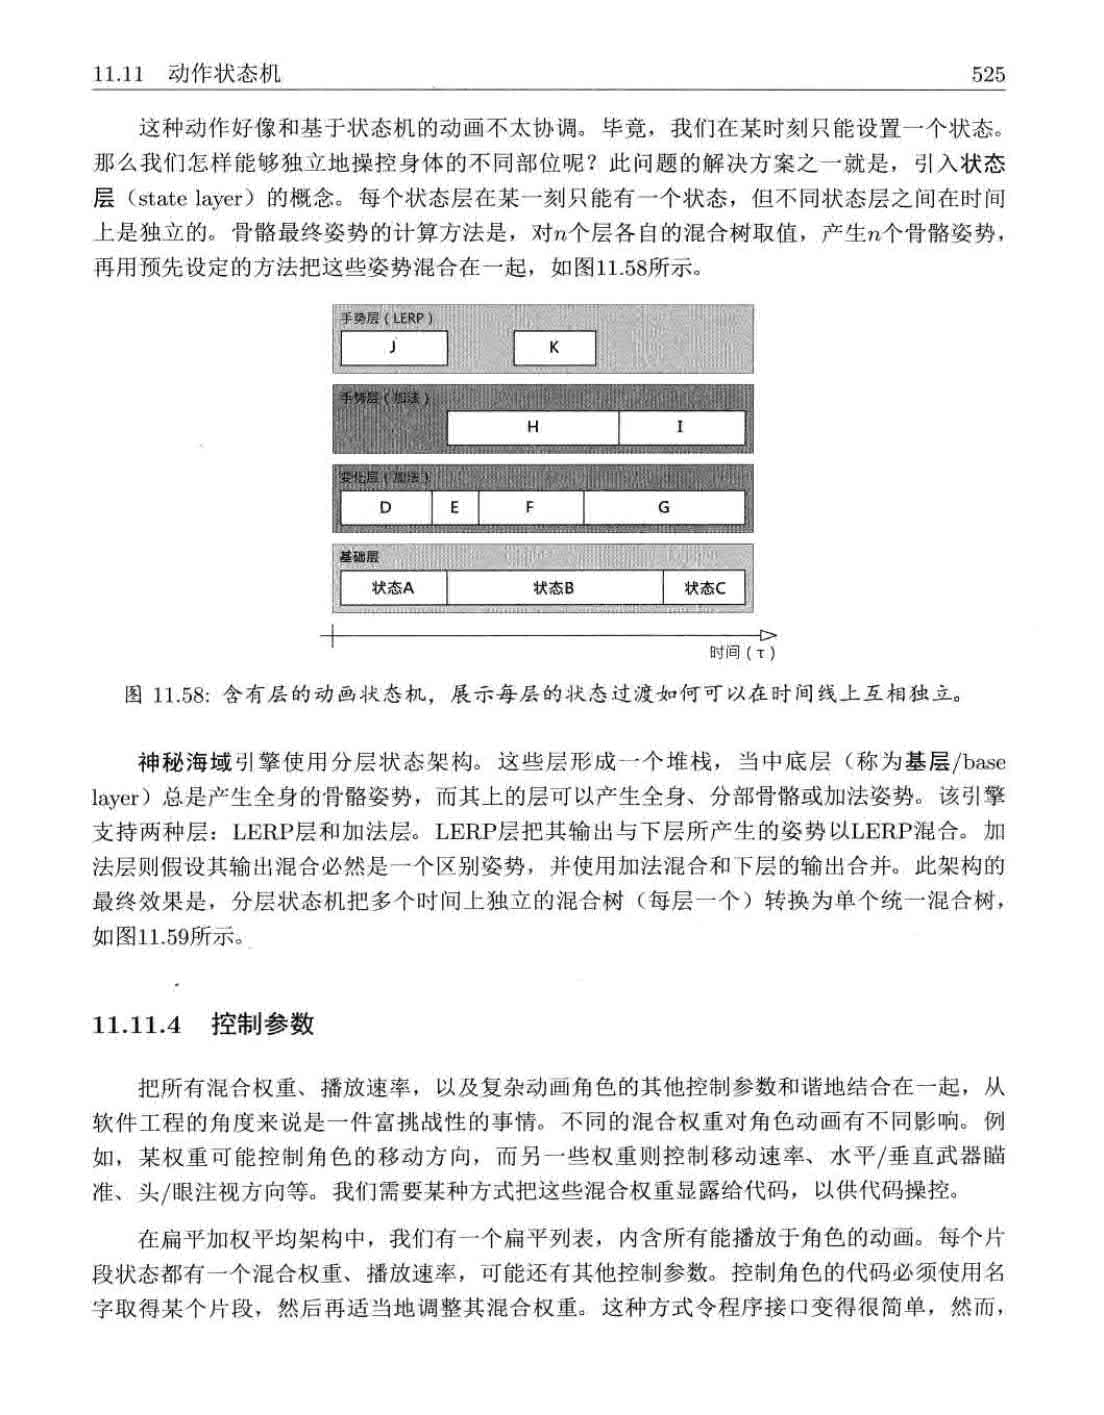 11.11 动作状态机 525
这种动作好像和基于状态机的动画不太协调。毕竟，我们在某时刻只能设置一个状态。
那么我们怎样能够独立地操控身体的不同部位呢？此问题的解决方案之一就是，引入状态
层（state layer）的概念。每个状态层在某一刻只能有一个状态，但不同状态层之间在时间
上是独立的。骨骼最终姿势的计算方法是，对n个层各自的混合树取值，产生n个骨骼姿势，
再用预先设定的方法把这些姿势混合在一起，如图11.58所示。
手势层（LERP）
J K
手势层（加法）
H I
变化层（加法）
D E F G
基础层
状态A 状态B 状态C
时间（τ）
图 11.58: 含有层的动画状态机，展示每层的状态过渡如何可以在时间线上互相独立。
神秘海域引擎使用分层状态架构。这些层形成一个堆栈，当中底层（称为基层/base
layer）总是产生全身的骨骼姿势，而其上的层可以产生全身、分部骨骼或加法姿势。该引擎
支持两种层：LERP层和加法层。LERP层把其输出与下层所产生的姿势以LERP混合。加
法层则假设其输出混合必然是一个区别姿势，并使用加法混合和下层的输出合并。此架构的
最终效果是，分层状态机把多个时间上独立的混合树（每层一个）转换为单个统一混合树，
如图11.59所示。
11.11.4 控制参数
把所有混合权重、播放速率，以及复杂动画角色的其他控制参数和谐地结合在一起，从
软件工程的角度来说是一件富挑战性的事情。不同的混合权重对角色动画有不同影响。例
如，某权重可能控制角色的移动方向，而另一些权重则控制移动速率、水平/垂直武器瞄
准、头/眼注视方向等。我们需要某种方式把这些混合权重显露给代码，以供代码操控。
在扁平加权平均架构中，我们有一个扁平列表，内含所有能播放于角色的动画。每个片
段状态都有一个混合权重、播放速率，可能还有其他控制参数。控制角色的代码必须使用名
字取得某个片段，然后再适当地调整其混合权重。这种方式令程序接口变得很简单，然而，